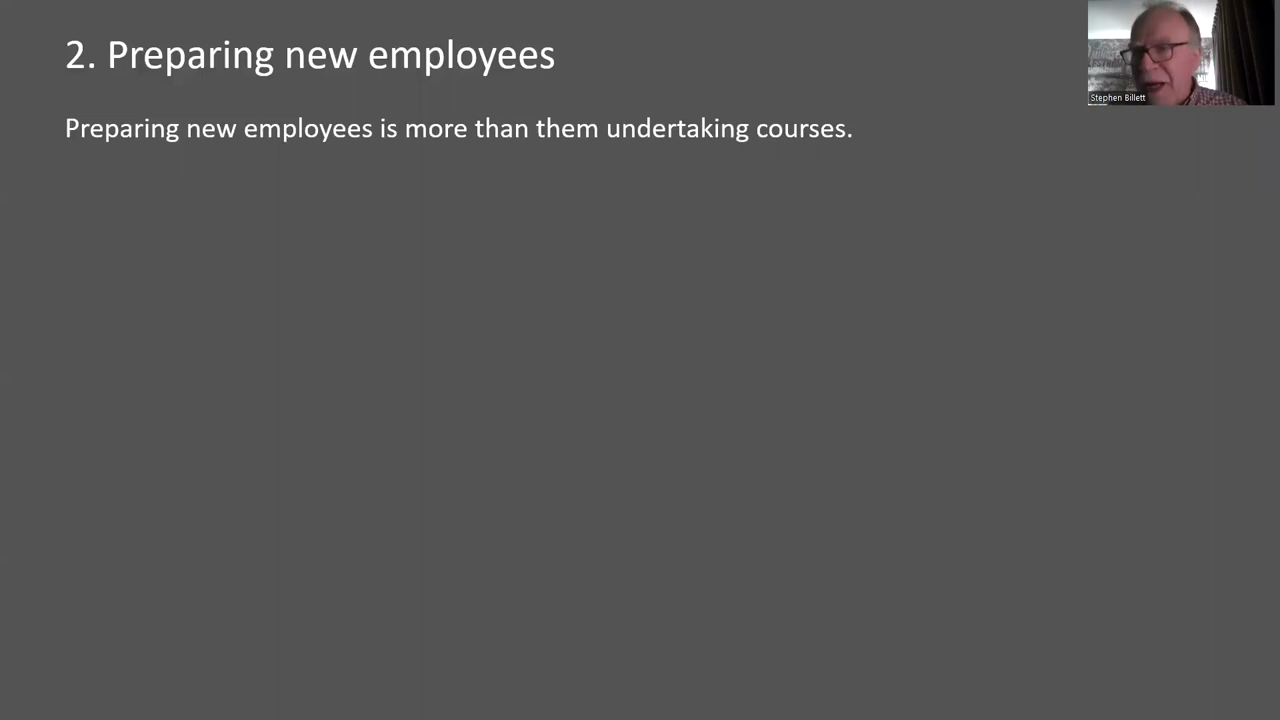 2. Preparing new employees
Preparing new employees is more than them undertaking courses.
Stephen Billett